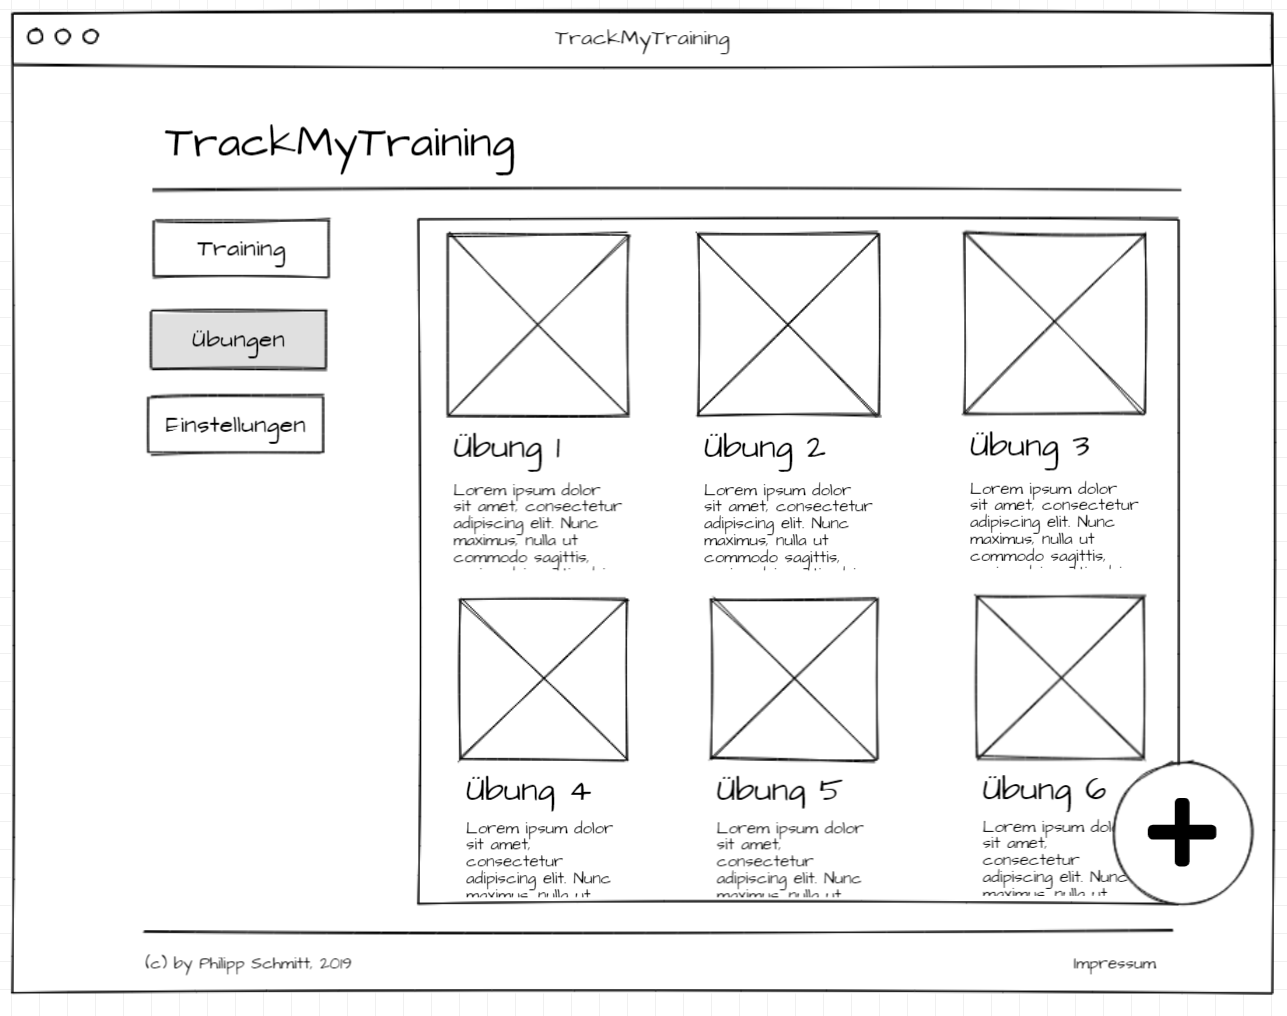 TrackMyTraining
TrackMyTraining
Training
Übungen
Einstellungen
Übung 1
Lorem ipsum dolor
sit amet, consectetur
adipiscing elit. Nunc
maximus, nulla ut
commodo sagittis,
Übung 2
Lorem ipsum dolor
sit amet, consectetur
adipiscing elit. Nunc
maximus, nulla ut
commodo sagittis,
Übung 3
Lorem ipsum dolor
sit amet, consectetur
adipiscing elit. Nunc
maximus, nulla ut
commodo sagittis,
Übung 4
Lorem ipsum dolor
sit amet,
consectetur
adipiscing elit. Nunc
maximus, nulla ut
Übung 5
Lorem ipsum dolor
sit amet,
consectetur
adipiscing elit. Nunc
maximus, nulla ut
Übung 6
Lorem ipsum dol
sit amet,
consectetur
adipiscing elit. Nunc
maximus, nulla ut
(c) by Philipp Schmitt, 2019
Impressum